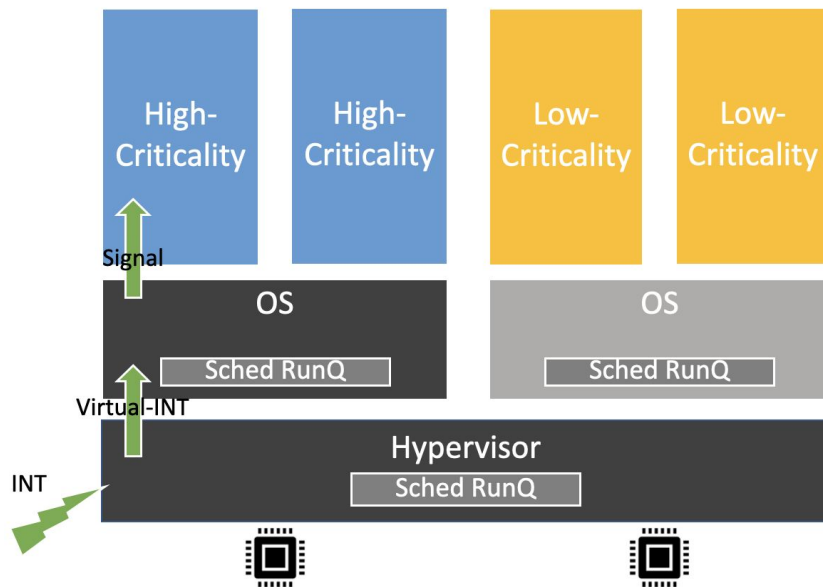 High-
Criticality
High-
Criticality
Low-
Criticality
Low-
Criticality
Signal
OS
OS
Sched RunQ
Sched RunQ
Virtual-INT
Hypervisor
INT
Sched RunQ